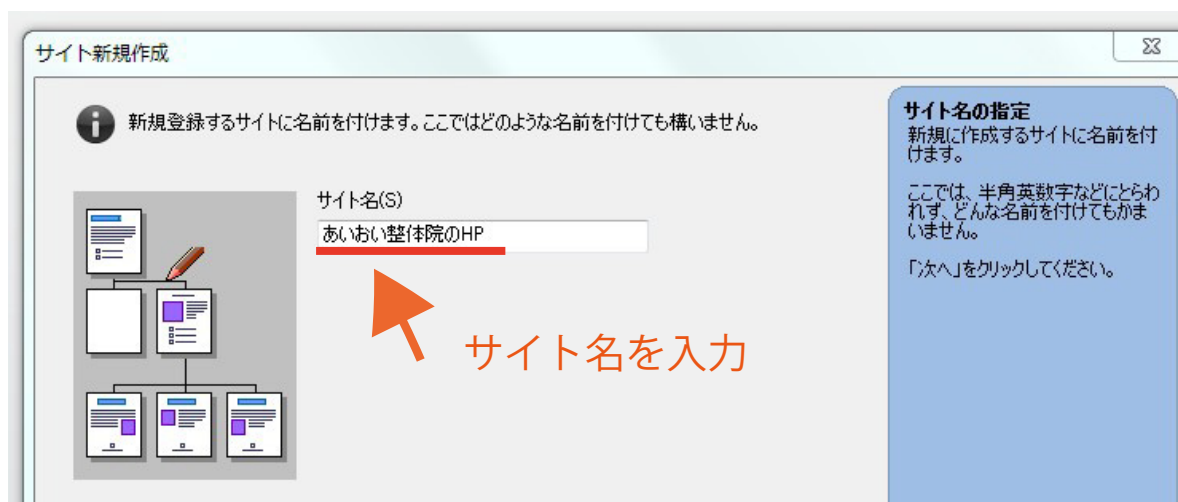 サイト新規作成
新規登録するサイトに名前を付けます。ここではどのような名前を付けても構いません。
サイト名(S)
あいおい整体院のHP
サイト名を入力
サイト名の指定
新規に作成するサイトに名前を付
けます。
ここでは、半角英数字などにとらわ
れず、どんな名前を付けてもかま
いません。
「次へ」をクリックしてください。